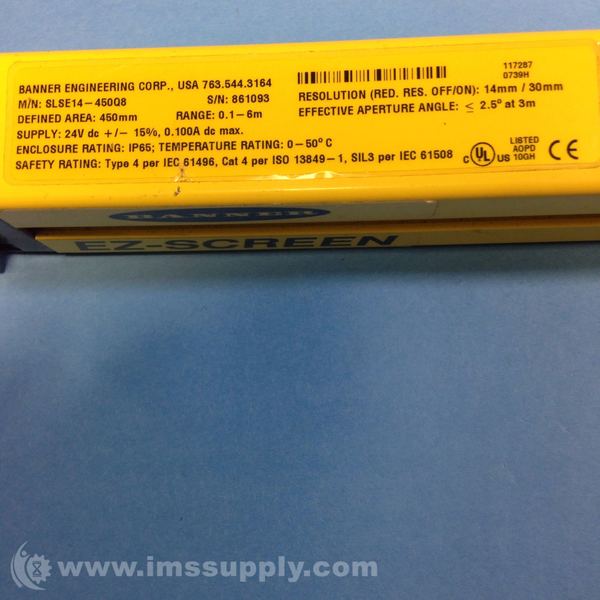 BANNER ENGINEERING CORP., USA 763.544.3164
M/N: SLSE14-450Q8 S/N: 861093
DEFINED AREA: 450mm RANGE: 0.1-6m
SUPPLY: 24V dc +/- 15%, 0.100A dc max.
ENCLOSURE RATING: IP65; TEMPERATURE RATING: 0-50° C
SAFETY RATING: Type 4 per IEC 61496, Cat 4 per ISO 13849-1, SIL3 per IEC 61508
117287
0739H
RESOLUTION (RED. RES. OFF/ON): 14mm / 30mm
EFFECTIVE APERTURE ANGLE: ≤ 2.5° at 3m
C UL US
LISTED
AOPD
10GH
CE
BANNER
EZ-SCREEN
www.imssupply.com